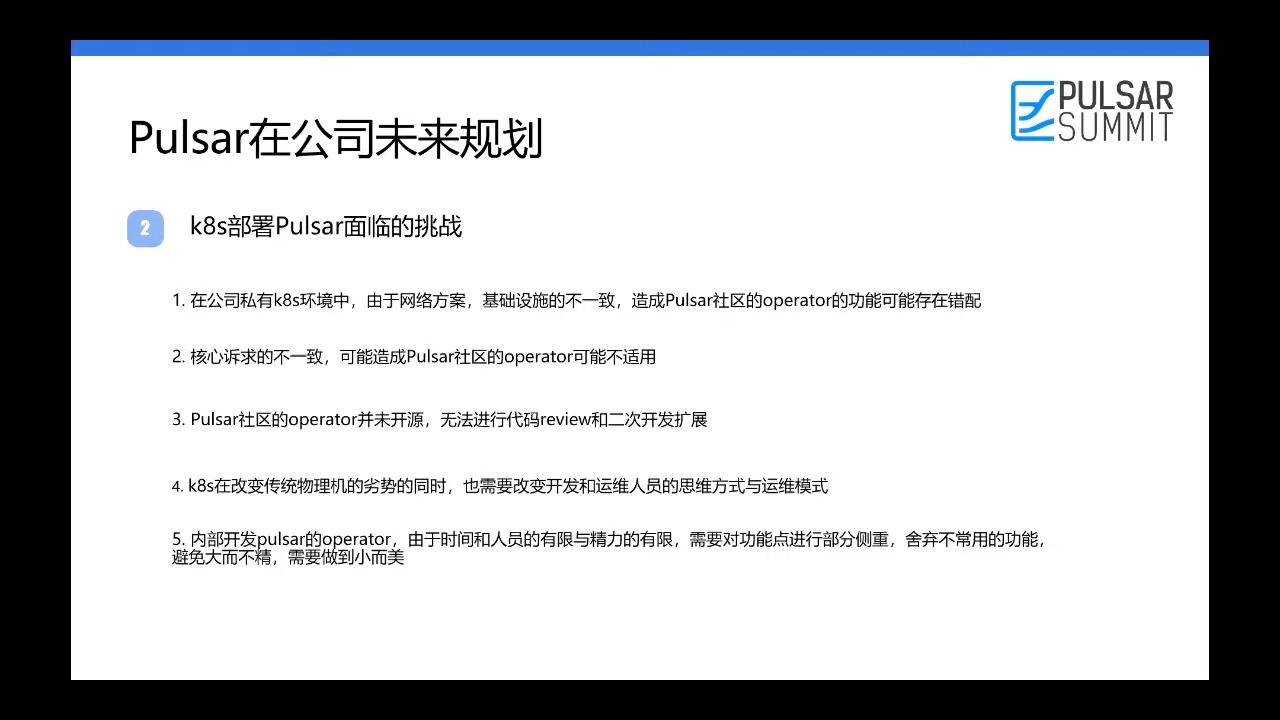 PULSAR
SUMMIT
Pulsar在公司未来规划
2
k8s部署Pulsar面临的挑战
1. 在公司私有k8s环境中，由于网络方案，基础设施的不一致，造成Pulsar社区的operator的功能可能存在错配
2. 核心诉求的不一致，可能造成Pulsar社区的operator可能不适用
3. Pulsar社区的operator并未开源，无法进行代码review和二次开发扩展
4. k8s在改变传统物理机的劣势的同时，也需要改变开发和运维人员的思维方式与运维模式
5. 内部开发pulsar的operator，由于时间和人员的有限与精力的有限，需要对功能点进行部分侧重，舍弃不常用的功能，
避免大而不精，需要做到小而美